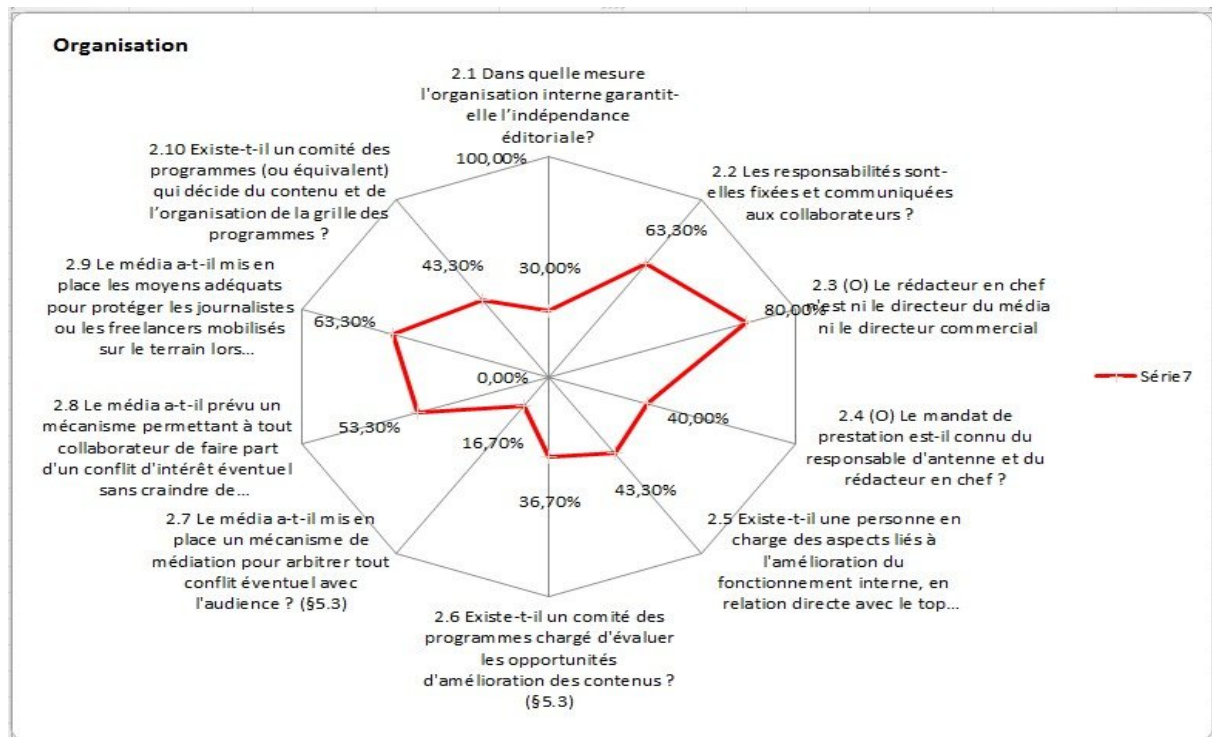 Organisation
2.1 Dans quelle mesure
l'organisation interne garantit-
elle l’indépendance
éditoriale?
100,00%
30,00%
2.2 Les responsabilités sont-
elles fixées et communiquées
aux collaborateurs ?
63,30%
2.3 (O) Le rédacteur en chef
n'est ni le directeur du média
ni le directeur commercial
80,00%
2.4 (O) Le mandat de
prestation est-il connu du
responsable d'antenne et du
rédacteur en chef ?
40,00%
2.5 Existe-t-il une personne en
charge des aspects liés à
l'amélioration du
fonctionnement interne, en
relation directe avec le top...
43,30%
2.6 Existe-t-il un comité des
programmes chargé d'évaluer
les opportunités
d'amélioration des contenus ?
(§5.3)
36,70%
2.7 Le média a-t-il mis en
place un mécanisme de
médiation pour arbitrer tout
conflit éventuel avec
l'audience ? (§5.3)
16,70%
2.8 Le média a-t-il prévu un
mécanisme permettant à tout
collaborateur de faire part
d'un conflit d'intérêt éventuel
sans craindre de...
53,30%
2.9 Le média a-t-il mis en
place les moyens adéquats
pour protéger les journalistes
ou les freelancers mobilisés
sur le terrain lors...
63,30%
2.10 Existe-t-il un comité des
programmes (ou équivalent)
qui décide du contenu et de
l’organisation de la grille des
programmes ?
43,30%
0,00%
Série7